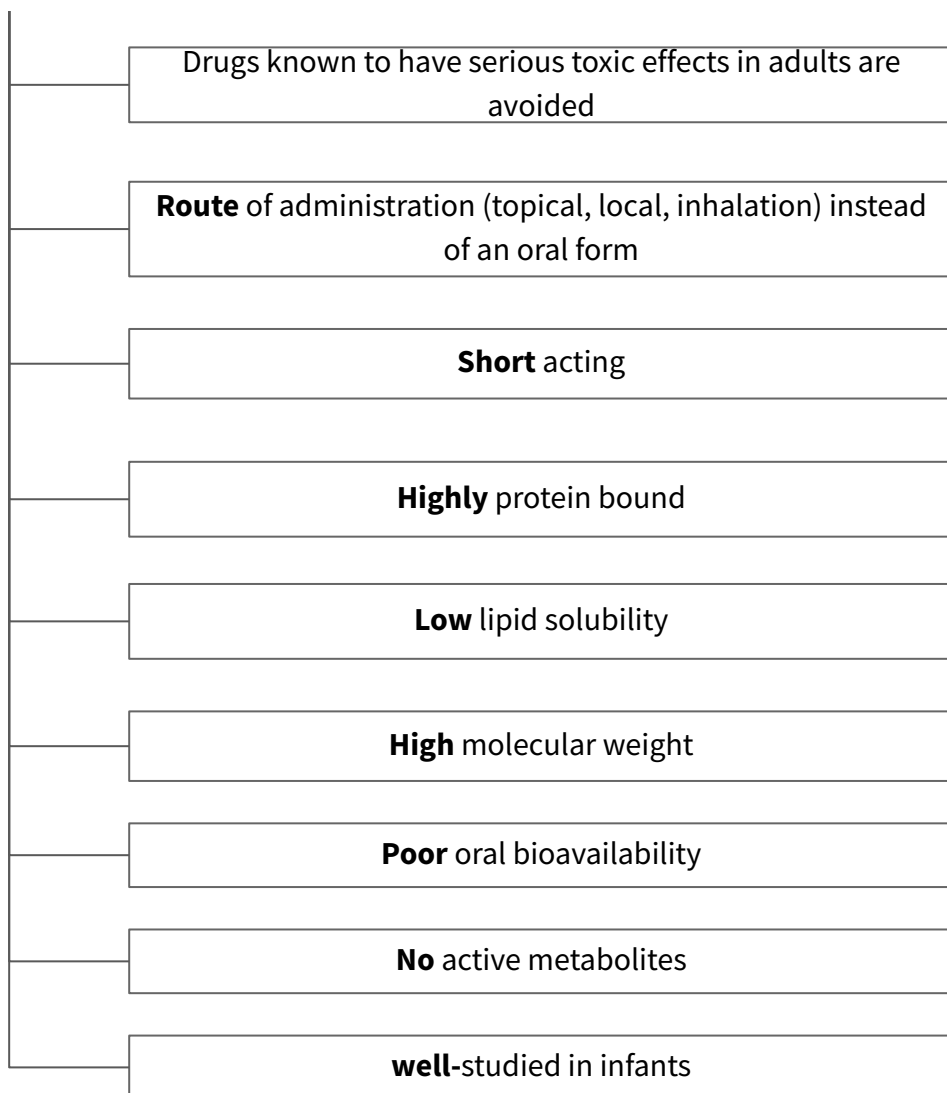 Drugs known to have serious toxic effects in adults are
avoided
Route of administration (topical, local, inhalation) instead
of an oral form
Short acting
Highly protein bound
Low lipid solubility
High molecular weight
Poor oral bioavailability
No active metabolites
well-studied in infants